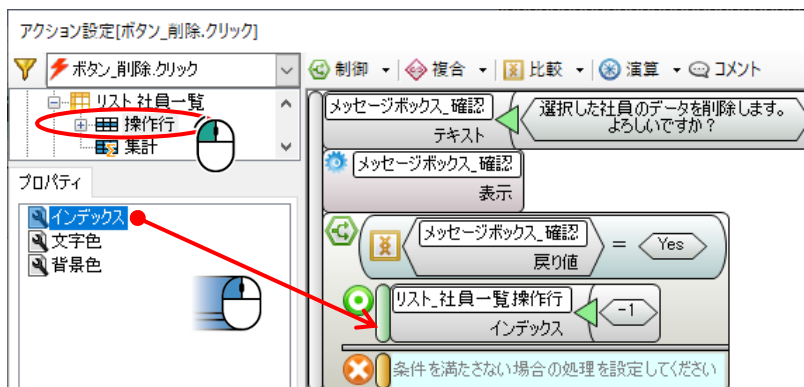 アクション設定[ボタン_削除.クリック]
ボタン_削除.クリック
制御 複合 比較 演算 コメント
リスト_社員一覧
操作行
集計
プロパティ
インデックス
文字色
背景色
メッセージボックス_確認
テキスト
選択した社員のデータを削除します。
よろしいですか？
メッセージボックス_確認
表示
メッセージボックス_確認
戻り値
= Yes
リスト_社員一覧.操作行
インデックス
-1
条件を満たさない場合の処理を設定してください